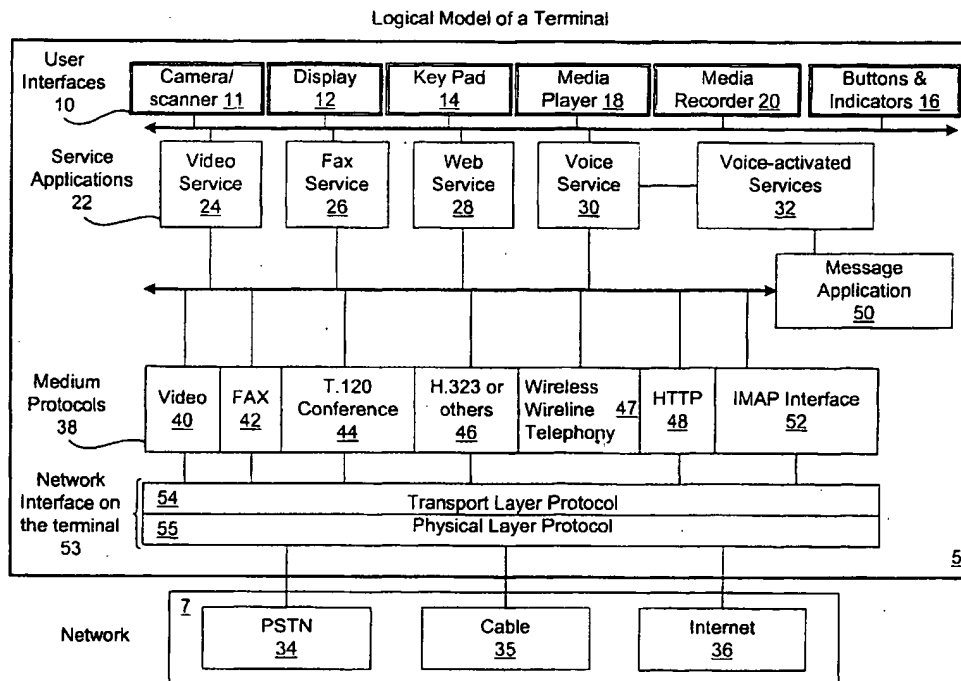 Logical Model of a Terminal
User
Interfaces
10
Camera/
scanner 11
Display
12
Key Pad
14
Media
Player 18
Media
Recorder 20
Buttons &
Indicators 16
Service
Applications
22
Video
Service
24
Fax
Service
26
Web
Service
28
Voice
Service
30
Voice-activated
Services
32
Message
Application
50
Medium
Protocols
38
Video
40
FAX
42
T.120
Conference
44
H.323 or
others
46
Wireless
Wireline
Telephony
47
HTTP
48
IMAP Interface
52
Network
Interface on
the terminal
53
54
Transport Layer Protocol
55
Physical Layer Protocol
5
7
Network
PSTN
34
Cable
35
Internet
36